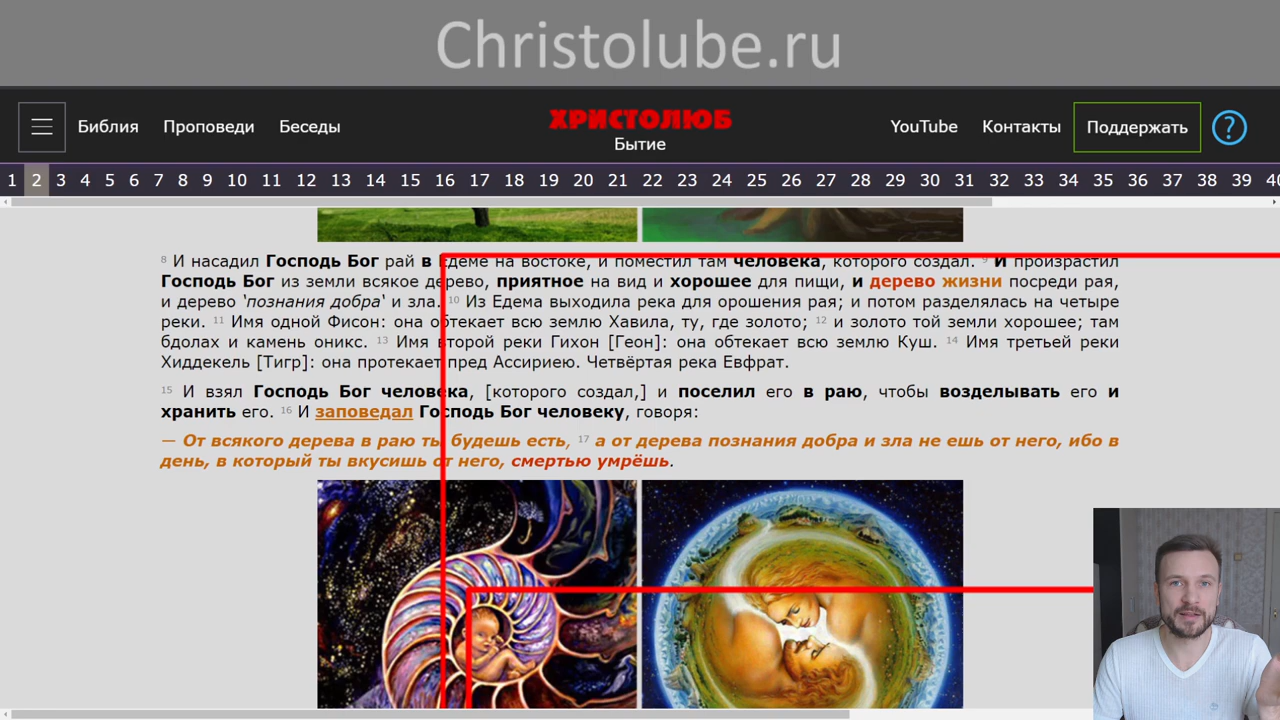 Christolube.ru
Библия Проповеди Беседы
ХРИСТОЛЮБ
Бытие
YouTube Контакты Поддержать ?
1 2 3 4 5 6 7 8 9 10 11 12 13 14 15 16 17 18 19 20 21 22 23 24 25 26 27 28 29 30 31 32 33 34 35 36 37 38 39 40
8 И насадил Господь Бог рай в Едеме на востоке, и поместил там человека, которого создал. 9 И произрастил
Господь Бог из земли всякое дерево, приятное на вид и хорошее для пищи, и дерево жизни посреди рая,
и дерево 'познания добра' и зла. 10 Из Едема выходила река для орошения рая; и потом разделялась на четыре
реки. 11 Имя одной Фисон: она обтекает всю землю Хавила, ту, где золото; 12 и золото той земли хорошее; там
бдолах и камень оникс. 13 Имя второй реки Гихон [Геон]: она обтекает всю землю Куш. 14 Имя третьей реки
Хиддекель [Тигр]: она протекает пред Ассириею. Четвёртая река Евфрат.
15 И взял Господь Бог человека, [которого создал,] и поселил его в раю, чтобы возделывать его и
хранить его. 16 И заповедал Господь Бог человеку, говоря:
— От всякого дерева в раю ты будешь есть, 17 а от дерева познания добра и зла не ешь от него, ибо в
день, в который ты вкусишь от него, смертью умрёшь.